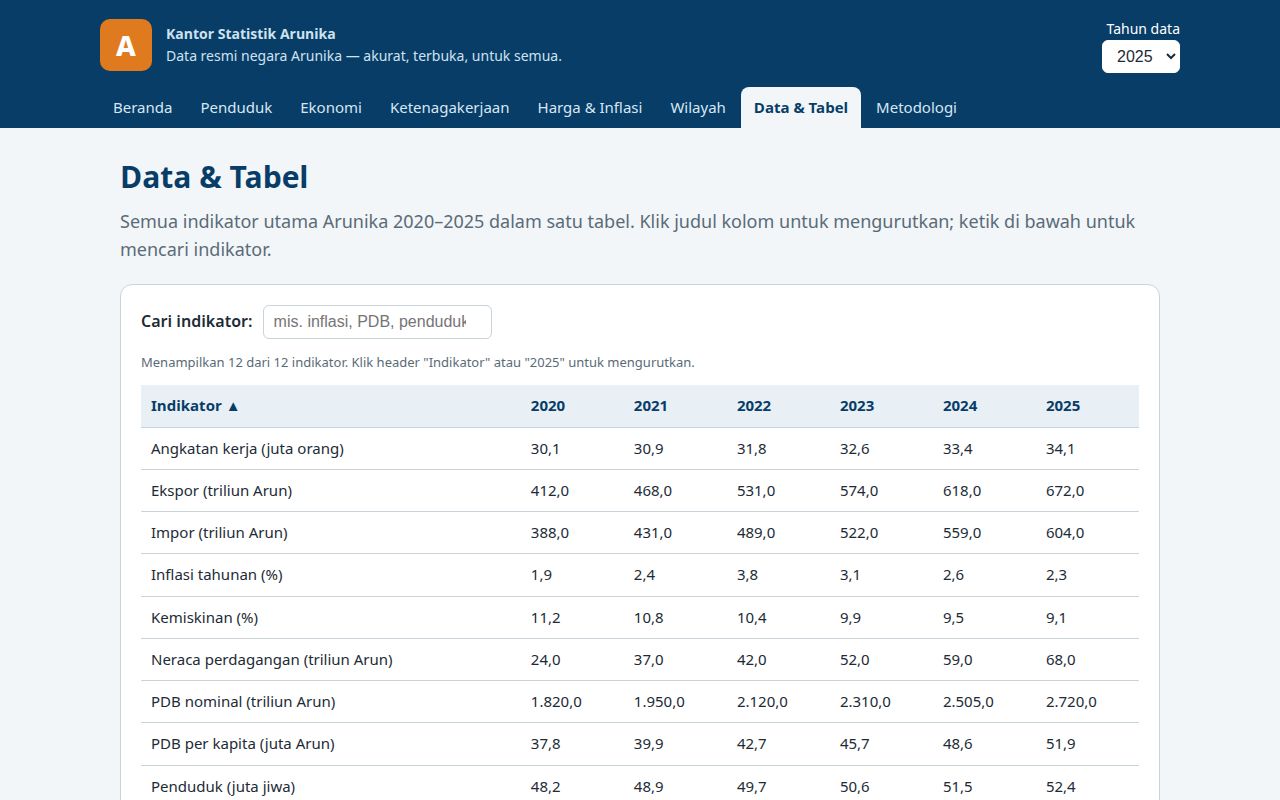 A
Kantor Statistik Arunika
Data resmi negara Arunika — akurat, terbuka, untuk semua.
Tahun data
2025
Beranda Penduduk Ekonomi Ketenagakerjaan Harga & Inflasi Wilayah Data & Tabel Metodologi
Data & Tabel
Semua indikator utama Arunika 2020–2025 dalam satu tabel. Klik judul kolom untuk mengurutkan; ketik di bawah untuk
mencari indikator.
Cari indikator: mis. inflasi, PDB, penduduk
Menampilkan 12 dari 12 indikator. Klik header "Indikator" atau "2025" untuk mengurutkan.
Indikator ▲ 2020 2021 2022 2023 2024 2025
Angkatan kerja (juta orang) 30,1 30,9 31,8 32,6 33,4 34,1
Ekspor (triliun Arun) 412,0 468,0 531,0 574,0 618,0 672,0
Impor (triliun Arun) 388,0 431,0 489,0 522,0 559,0 604,0
Inflasi tahunan (%) 1,9 2,4 3,8 3,1 2,6 2,3
Kemiskinan (%) 11,2 10,8 10,4 9,9 9,5 9,1
Neraca perdagangan (triliun Arun) 24,0 37,0 42,0 52,0 59,0 68,0
PDB nominal (triliun Arun) 1.820,0 1.950,0 2.120,0 2.310,0 2.505,0 2.720,0
PDB per kapita (juta Arun) 37,8 39,9 42,7 45,7 48,6 51,9
Penduduk (juta jiwa) 48,2 48,9 49,7 50,6 51,5 52,4